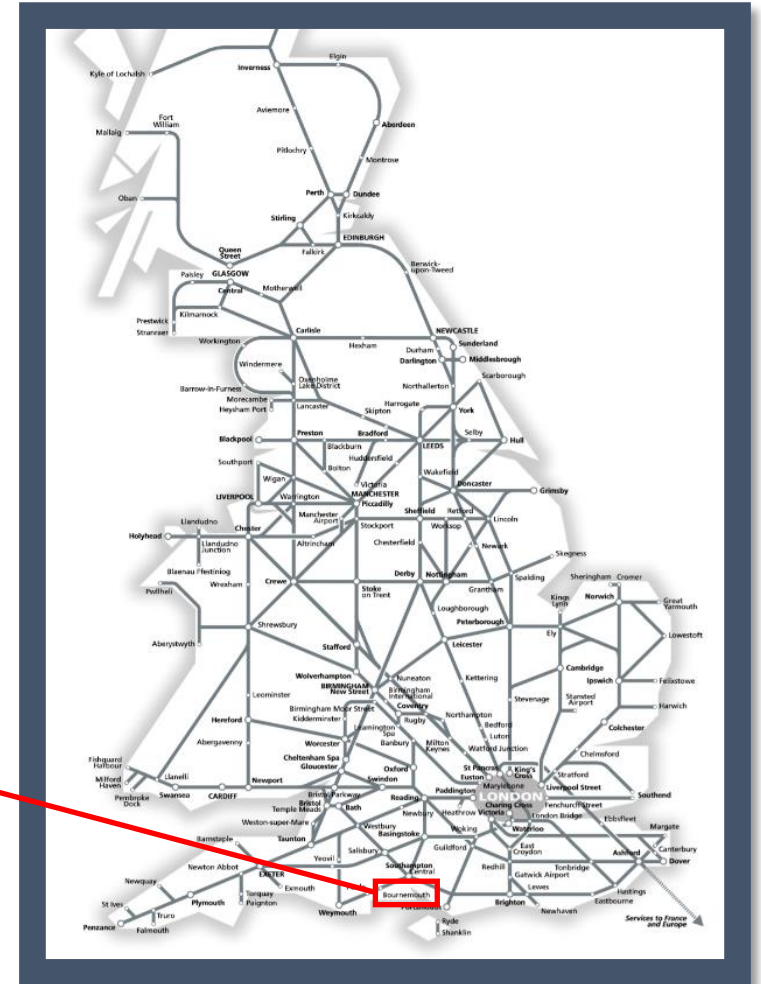 Elgin
Inverness
Kyle of Lochalsh
Aviemore
Fort
William
Aberdeen
Mallaig
Pitlochry
Montrose
Perth
Dundee
Oban
Kirkcaldy
Stirling
EDINBURGH
Queen
Street
Falkirk
Berwick-
upon-Tweed
Paisley
GLASGOW
Central
Motherwell
Kilmarnock
Prestwick
Stranraer
Carlisle
NEWCASTLE
Workington
Hexham
Sunderland
Durham
Darlington
Middlesbrough
Windermere
Scarborough
Oxenholme
Lake District
Barrow-in-Furness
Northallerton
Morecambe
Lancaster
Harrogate
York
Heysham Port
Skipton
Preston
Bradford
Selby
Blackpool
Blackburn
LEEDS
Hull
Southport
Huddersfield
Bolton
Wakefield
Wigan
Victoria
MANCHESTER
Doncaster
Grimsby
LIVERPOOL
Warrington
Piccadilly
Manchester
Airport
Sheffield
Retford
Llandudno
Chester
Stockport
Worksop
Lincoln
Holyhead
Llandudno
Junction
Altrincham
Chesterfield
Newark
Skegness
Blaenau Ffestiniog
Derby
Nottingham
Spalding
Sheringham
Cromer
Pwllheli
Wrexham
Crewe
Stoke
on Trent
Grantham
Kings
Lynn
Norwich
Great
Yarmouth
Loughborough
Peterborough
Shrewsbury
Aberystwyth
Stafford
Leicester
Ely
Lowestoft
Wolverhampton
Nuneaton
Kettering
Cambridge
BIRMINGHAM
New Street
Birmingham
International
Ipswich
Felixstowe
Leominster
Birmingham Moor Street
Coventry
Stevenage
Stansted
Airport
Harwich
Hereford
Kidderminster
Rugby
Northampton
Leamington
Spa
Bedford
Colchester
Abergavenny
Worcester
Banbury
Milton
Keynes
Luton
Watford Junction
Chelmsford
Fishguard
Harbour
Cheltenham Spa
Gloucester
Oxford
St Pancras
King's
Cross
Euston
Stratford
Milford
Haven
Llanelli
Newport
Swindon
Marylebone
Liverpool Street
Pembroke
Dock
Swansea
CARDIFF
Bristol Parkway
Reading
Paddington
LONDON
Southend
Bristol
Temple Meads
Bath
Charing Cross
Fenchurch Street
Newbury
Heathrow
Victoria
London Bridge
Ebbsfleet
Weston-super-Mare
Westbury
Waterloo
Margate
Barnstaple
Taunton
Basingstoke
Woking
East
Croydon
Canterbury
Yeovil
Salisbury
Guildford
Ashford
Dover
Newton Abbot
EXETER
Southampton
Central
Redhill
Tonbridge
Gatwick Airport
Newquay
Exmouth
Lewes
Hastings
St Ives
Plymouth
Torquay
Paignton
Bournemouth
Brighton
Eastbourne
Truro
Weymouth
Newhaven
Penzance
Falmouth
Ryde
Shanklin
Services to France
and Europe